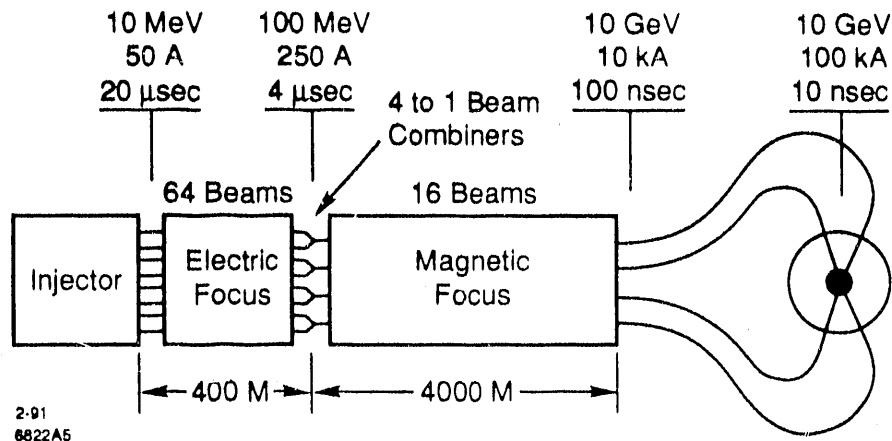 10 MeV
50 A
20 μsec
100 MeV
250 A
4 μsec
10 GeV
10 kA
100 nsec
10 GeV
100 kA
10 nsec
4 to 1 Beam
Combiners
64 Beams
16 Beams
Injector
Electric
Focus
Magnetic
Focus
400 M
4000 M
2-91
6822A5